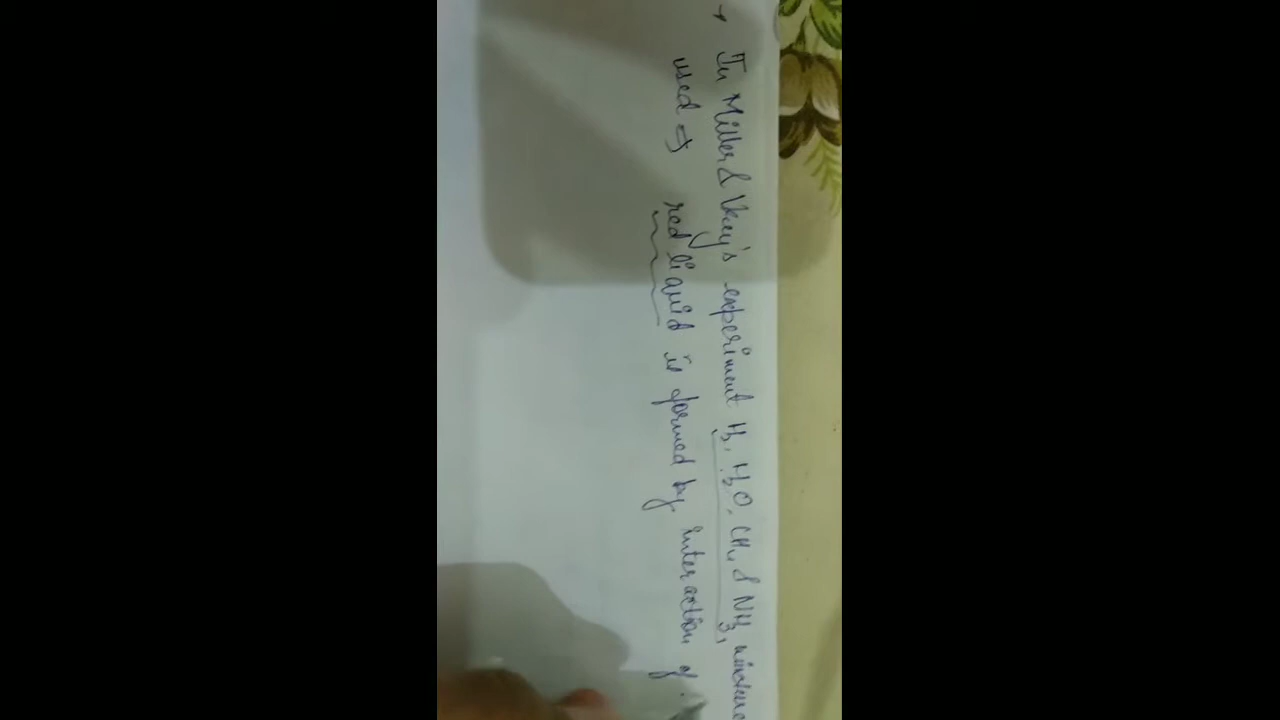 In Miller & Urey's experiment H₂, H₂O, CH₄ & NH₃, mixture
used ⇒ red liquid is formed by interaction of